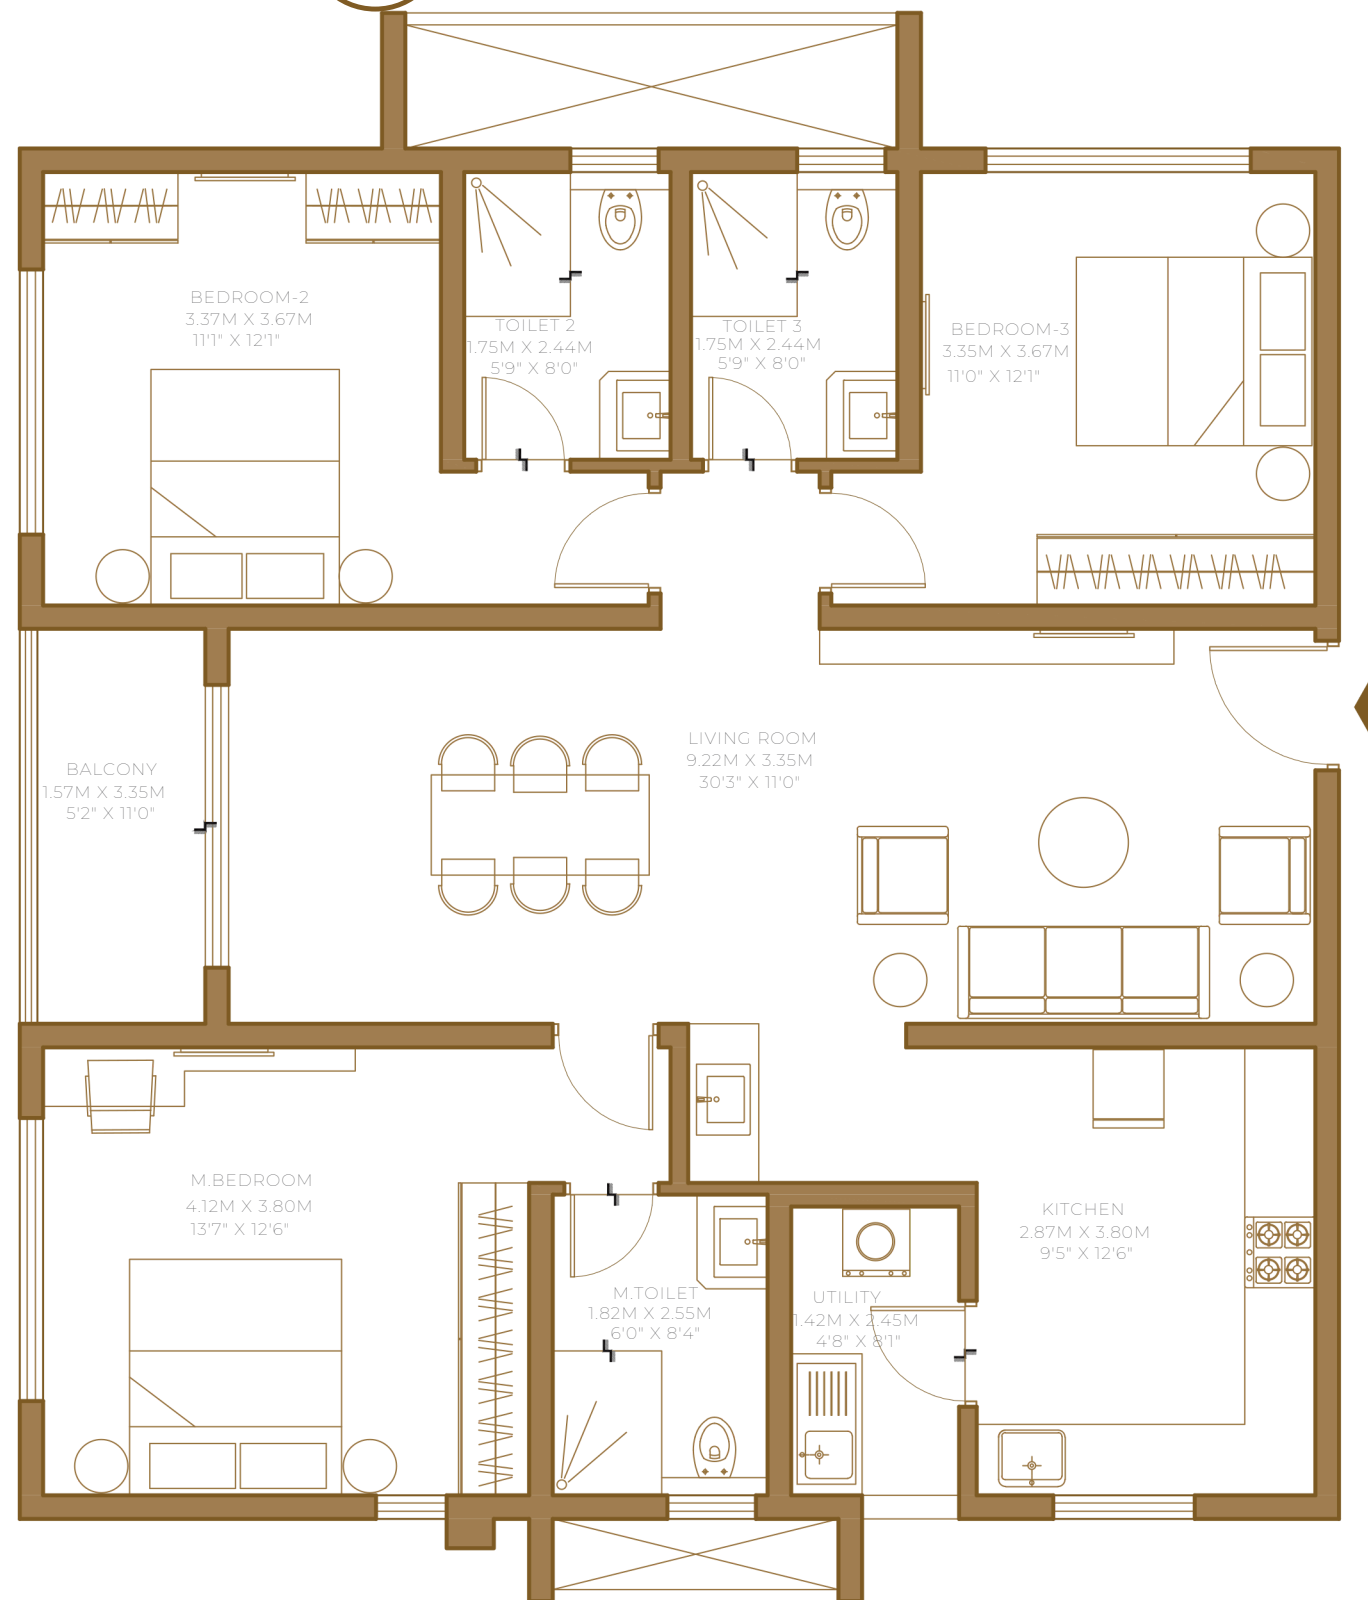 BEDROOM-2
3.37M X 3.67M
11'1" X 12'1"
TOILET 2
1.75M X 2.44M
5'9" X 8'0"
TOILET 3
1.75M X 2.44M
5'9" X 8'0"
BEDROOM-3
3.35M X 3.67M
11'0" X 12'1"
BALCONY
1.57M X 3.35M
5'2" X 11'0"
LIVING ROOM
9.22M X 3.35M
30'3" X 11'0"
M.BEDROOM
4.12M X 3.80M
13'7" X 12'6"
M.TOILET
1.82M X 2.55M
6'0" X 8'4"
UTILITY
1.42M X 2.45M
4'8" X 8'1"
KITCHEN
2.87M X 3.80M
9'5" X 12'6"